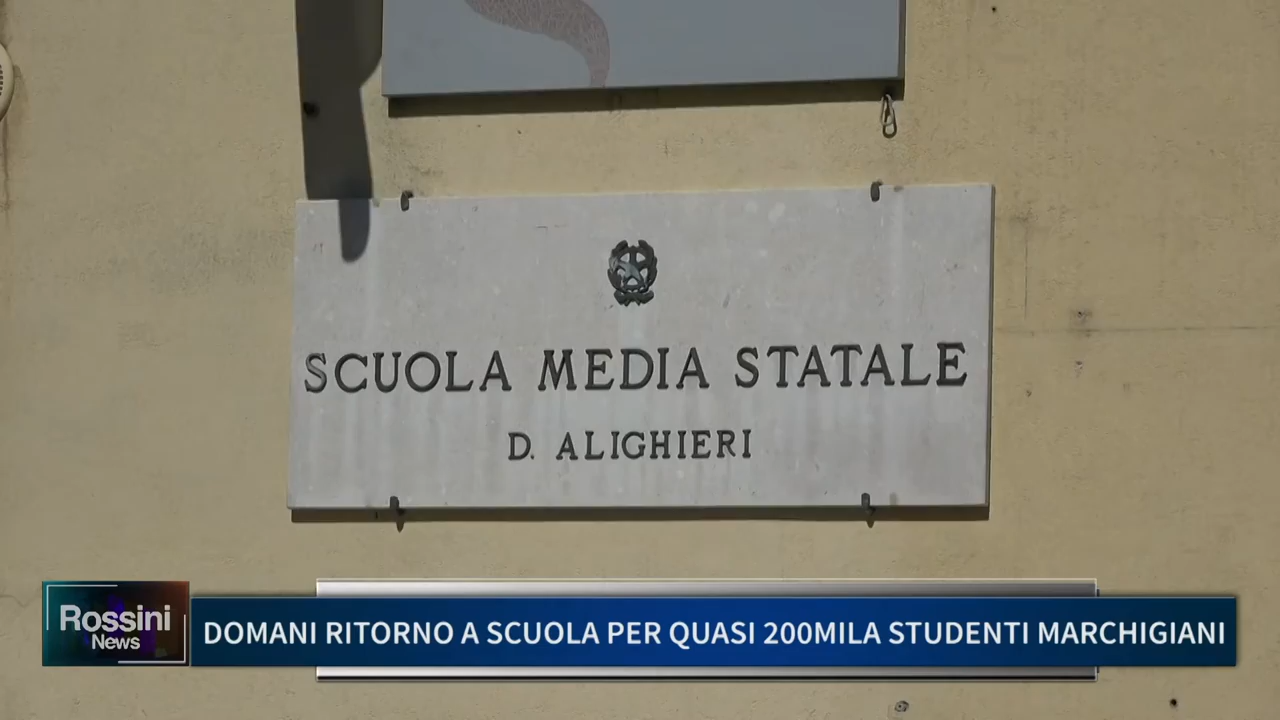 SCUOLA MEDIA STATALE
D. ALIGHIERI
Rossini
News
DOMANI RITORNO A SCUOLA PER QUASI 200MILA STUDENTI MARCHIGIANI